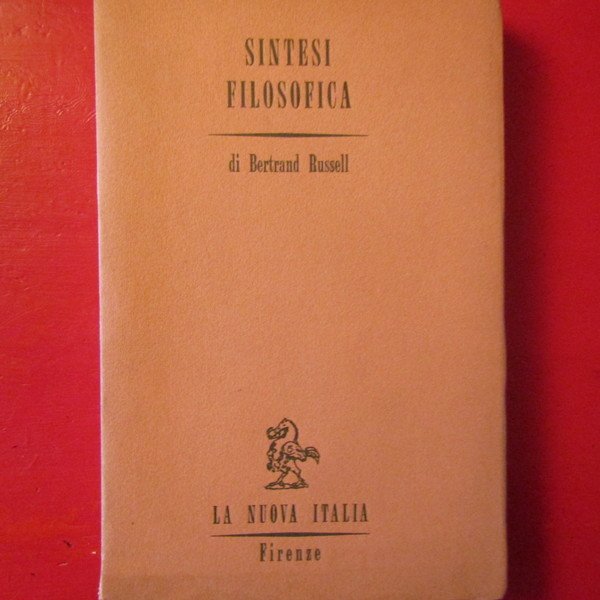 SINTESI
FILOSOFICA
di Bertrand Russell
LA NUOVA ITALIA
Firenze